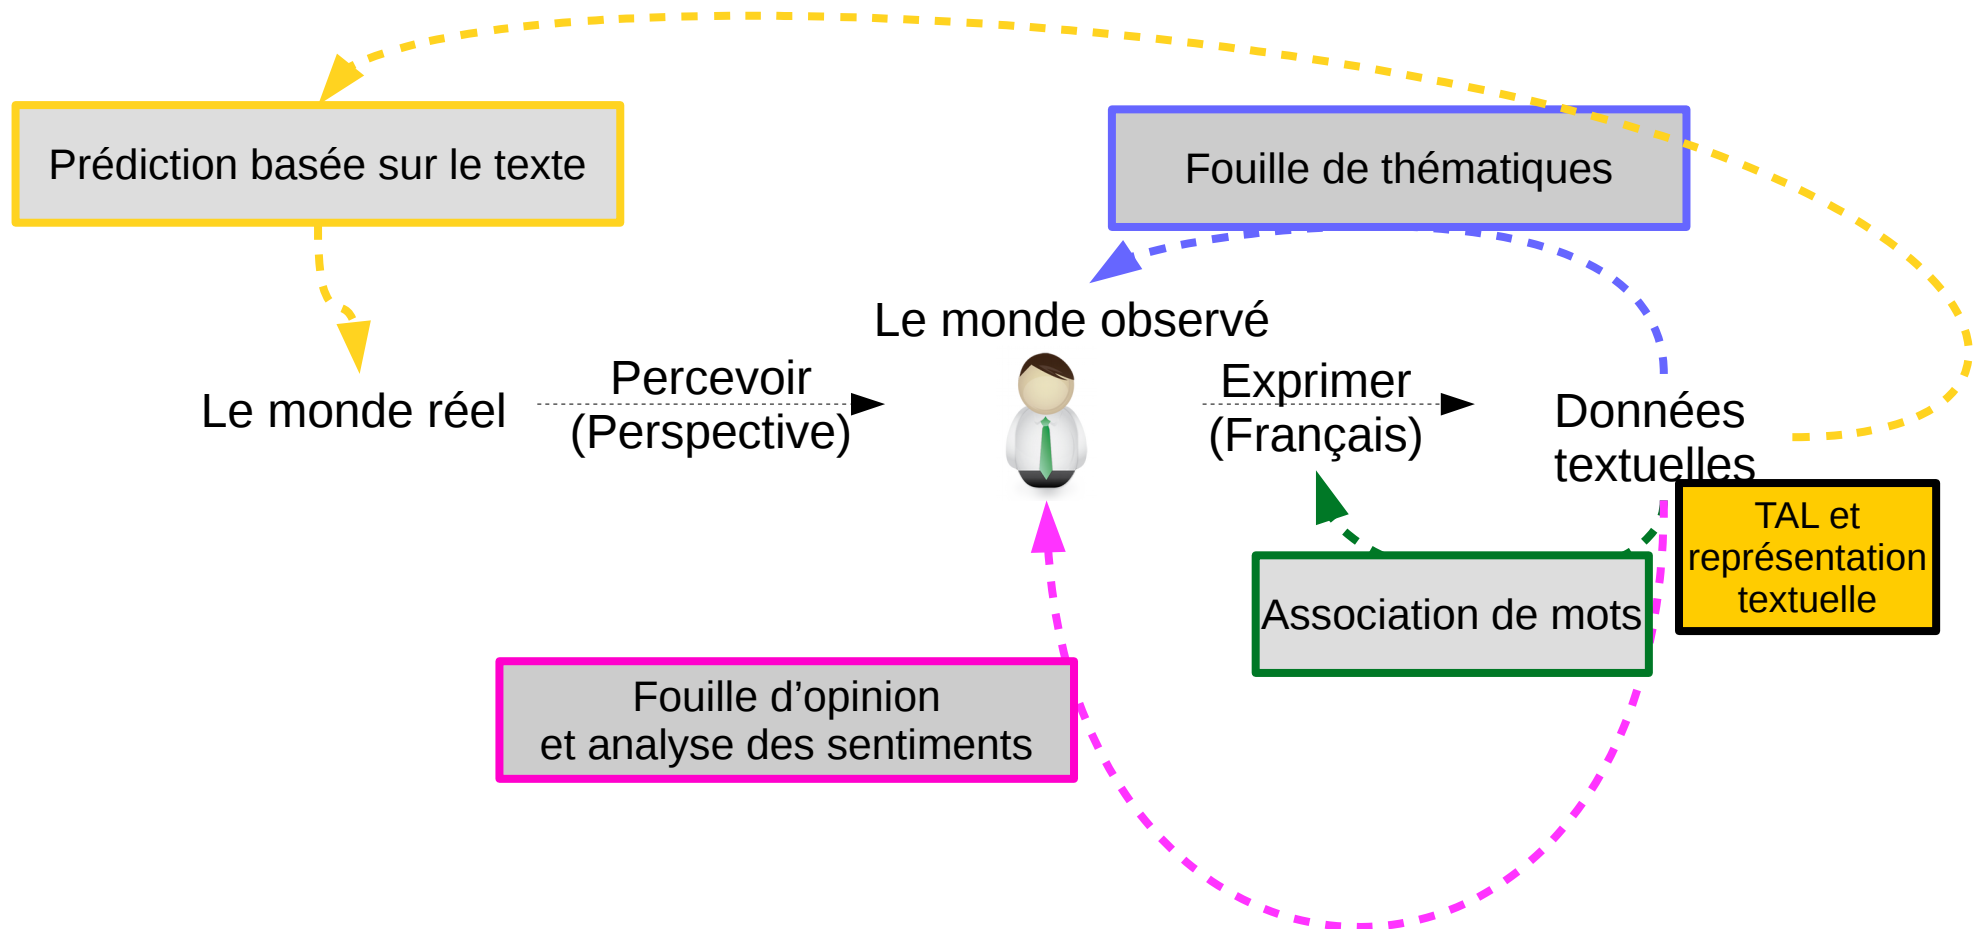 Prédiction basée sur le texte
Fouille de thématiques
Le monde observé
Le monde réel
Percevoir
(Perspective)
Exprimer
(Français)
Données
textuelles
TAL et
représentation
textuelle
Association de mots
Fouille d’opinion
et analyse des sentiments